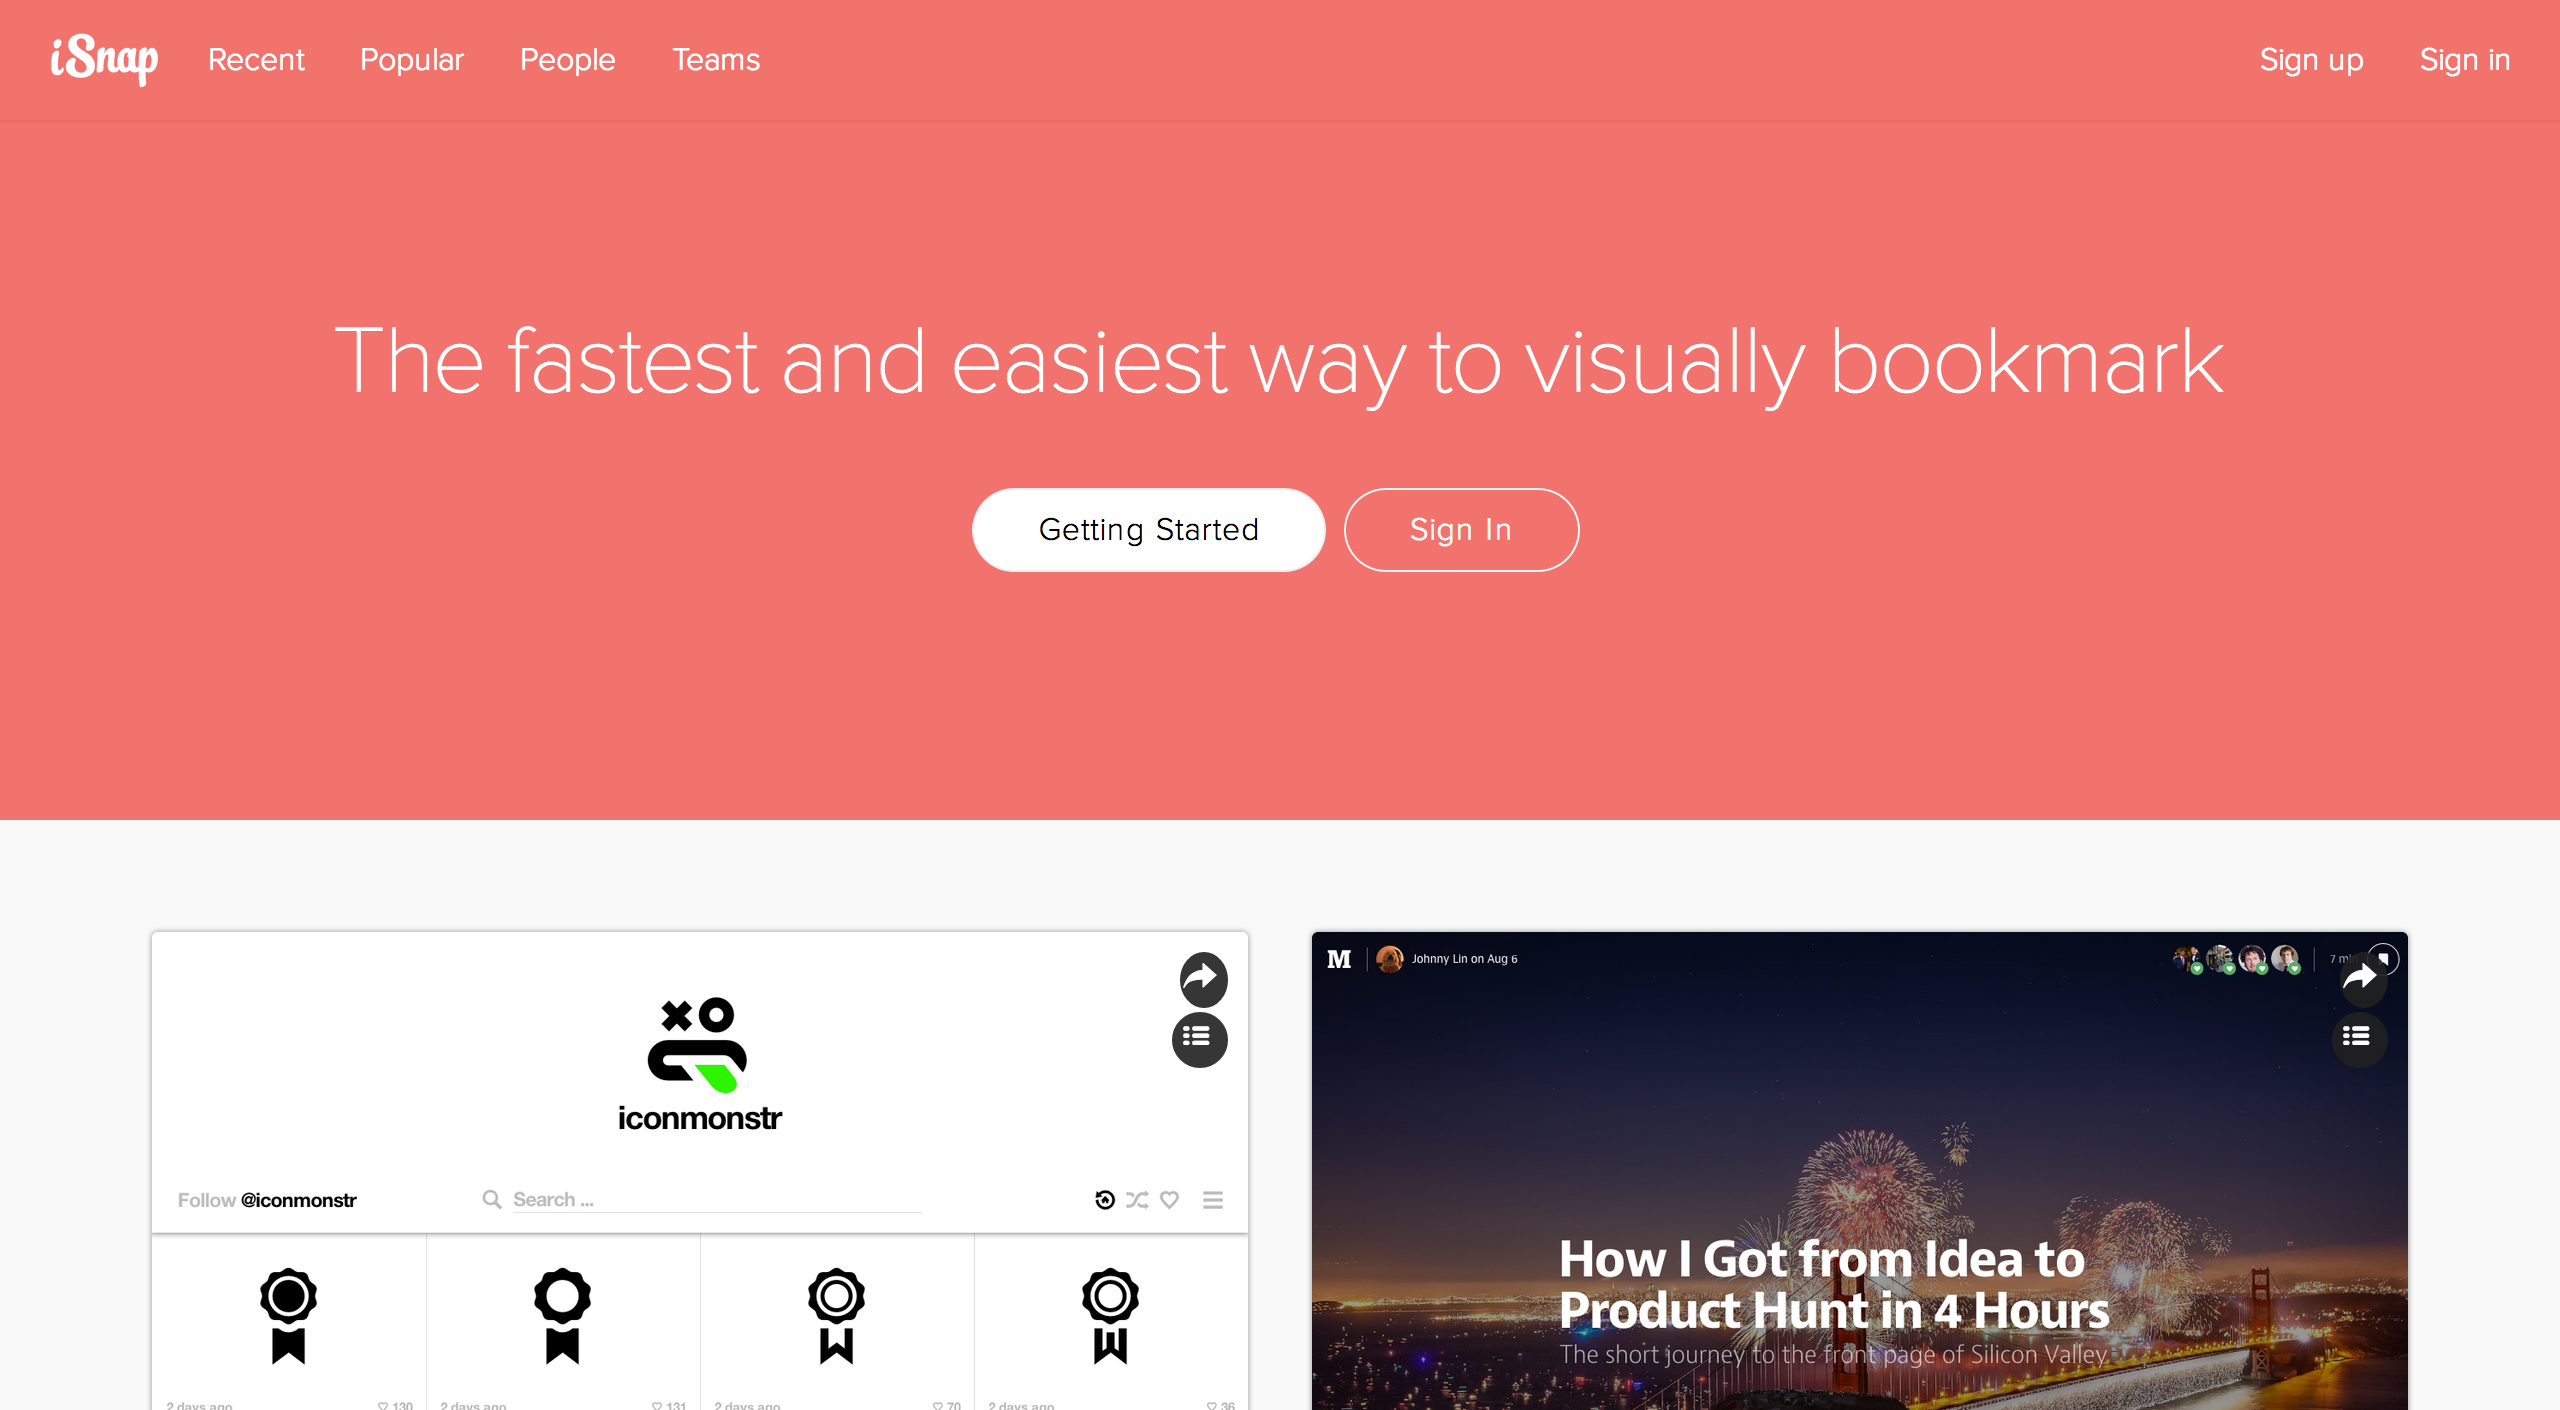 iSnap Recent Popular People Teams Sign up Sign in
The fastest and easiest way to visually bookmark
Getting Started Sign In
iconmonstr
Follow @iconmonstr Search ...
2 days ago 130 2 days ago 131 2 days ago 70 2 days ago 36
M Johnny Lin on Aug 6 7
How I Got from Idea to
Product Hunt in 4 Hours
The short journey to the front page of Silicon Valley